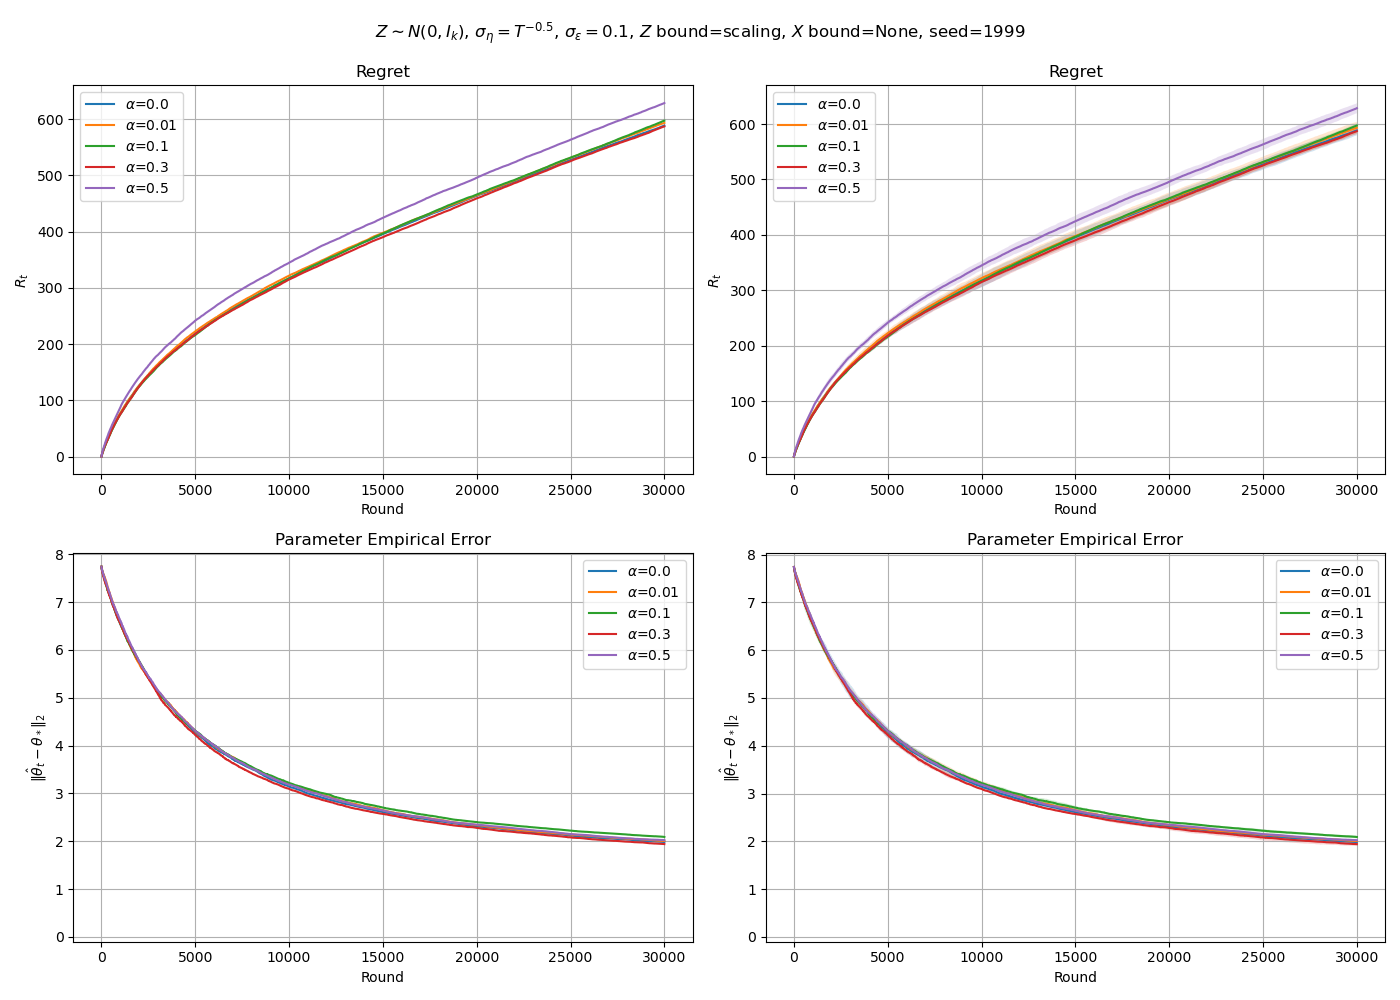 Z ∼ N(0, I_k), σ_η = T^{−0.5}, σ_ε = 0.1, Z bound=scaling, X bound=None, seed=1999
Regret
α=0.0
α=0.01
α=0.1
α=0.3
α=0.5
600
500
400
300
200
100
0
R_t
0 5000 10000 15000 20000 25000 30000
Round
Regret
α=0.0
α=0.01
α=0.1
α=0.3
α=0.5
600
500
400
300
200
100
0
R_t
0 5000 10000 15000 20000 25000 30000
Round
Parameter Empirical Error
α=0.0
α=0.01
α=0.1
α=0.3
α=0.5
8
7
6
5
4
3
2
1
0
‖θ̂_t − θ_*‖_2
0 5000 10000 15000 20000 25000 30000
Round
Parameter Empirical Error
α=0.0
α=0.01
α=0.1
α=0.3
α=0.5
8
7
6
5
4
3
2
1
0
‖θ̂_t − θ_*‖_2
0 5000 10000 15000 20000 25000 30000
Round